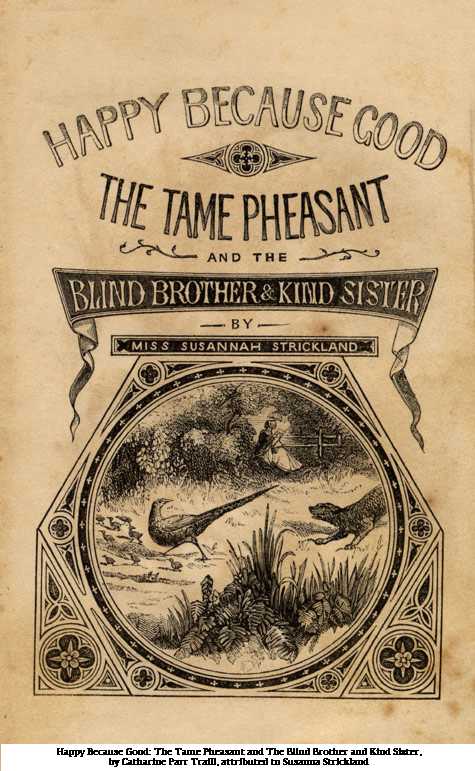 HAPPY BECAUSE GOOD
THE TAME PHEASANT
AND THE
BLIND BROTHER & KIND SISTER
BY
MISS SUSANNAH STRICKLAND
Happy Because Good: The Tame Pheasant and The Blind Brother and Kind Sister,
by Catharine Parr Traill, attributed to Susanna Strickland